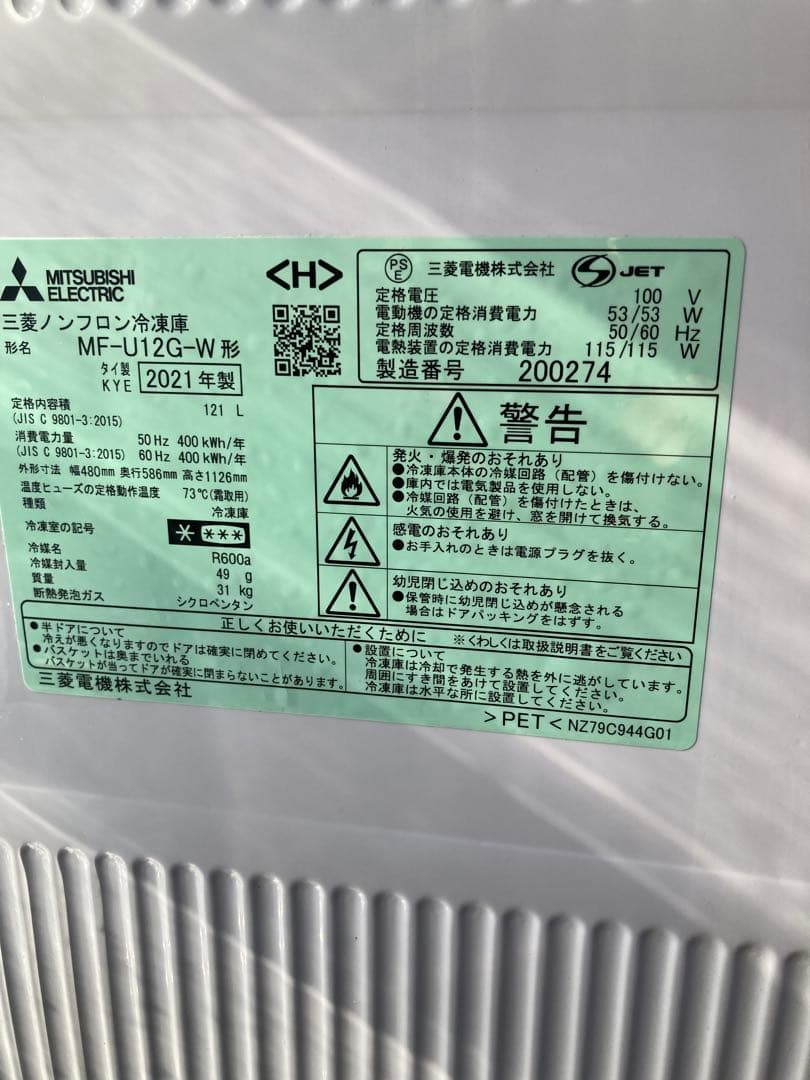 MITSUBISHI
ELECTRIC
<H>
三菱ノンフロン冷凍庫
形名 MF-U12G-W 形
タイ製
KYE 2021年製
定格内容積 121 L
(JIS C 9801-3:2015)
消費電力量 50 Hz 400 kWh/年
(JIS C 9801-3:2015) 60 Hz 400 kWh/年
外形寸法 幅480mm 奥行586mm 高さ1126mm
温度ヒューズの定格動作温度 73℃(霜取用)
種類 冷凍庫
冷凍室の記号 * ***
冷媒名 R600a
冷媒封入量 49 g
質量 31 kg
断熱発泡ガス シクロペンタン
PS
E 三菱電機株式会社 S JET
定格電圧 100 V
電動機の定格消費電力 53/53 W
定格周波数 50/60 Hz
電熱装置の定格消費電力 115/115 W
製造番号 200274
警告
発火・爆発のおそれあり
●冷凍庫本体の冷媒回路(配管)を傷付けない。
●庫内では電気製品を使用しない。
●冷媒回路(配管)を傷付けたときは、
火気の使用を避け、窓を開けて換気する。
感電のおそれあり
●お手入れのときは電源プラグを抜く。
幼児閉じ込めのおそれあり
●保管時に幼児閉じ込めが懸念される
場合はドアパッキングをはずす。
正しくお使いいただくために ※くわしくは取扱説明書をご覧ください
●半ドアについて
冷えが悪くなりますのでドアは確実に閉めてください。
●バスケットは奥までいれる
バスケットが当ってドアが確実に閉まらないことがあります。
●設置について
冷凍庫は冷却で発生する熱を外に逃がしています。
周囲にすき間をあけて設置してください。
冷凍庫は水平な所に設置してください。
三菱電機株式会社
>PET< NZ79C944G01